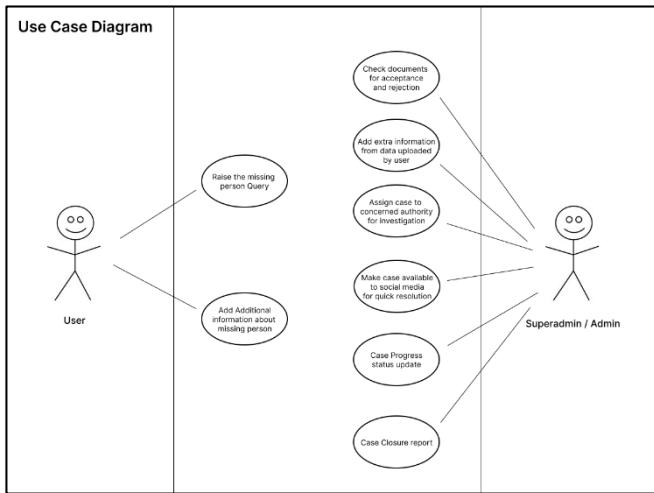 Use Case Diagram
Check documents
for acceptance
and rejection
Add extra information
from data uploaded
by user
Raise the missing
person Query
Assign case to
concerned authority
for investigation
Make case available
to social media
for quick resolution
Add Additional
information about
missing person
User
Superadmin / Admin
Case Progress
status update
Case Closure report